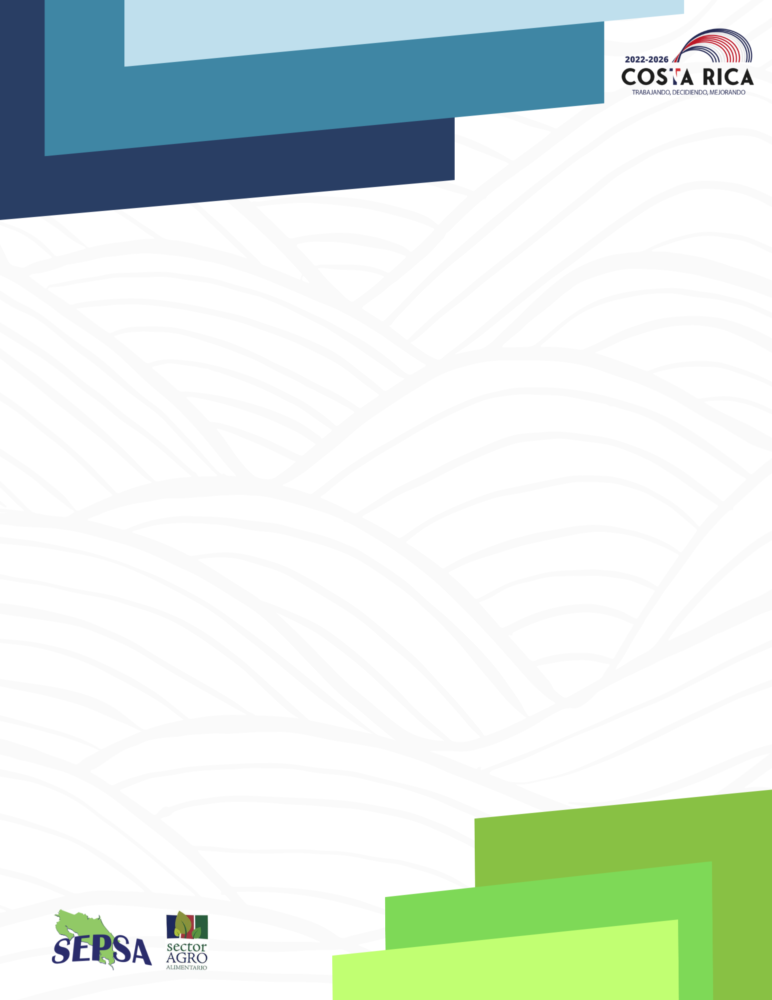 2022-2026
COSTA RICA
TRABAJANDO, DECIDIENDO, MEJORANDO
SEPSA
sector
AGRO
ALIMENTARIO